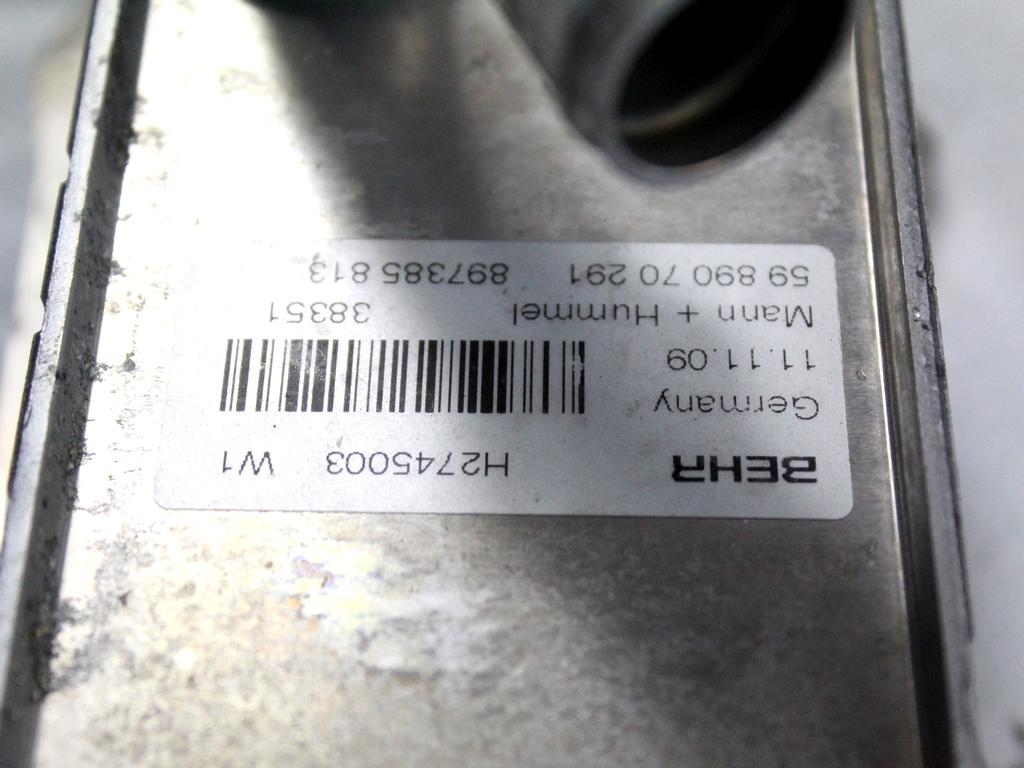 BEHR H2745003 W1
Germany
11.11.09
Mann + Hummel 38351
59 890 70 291 897385 813